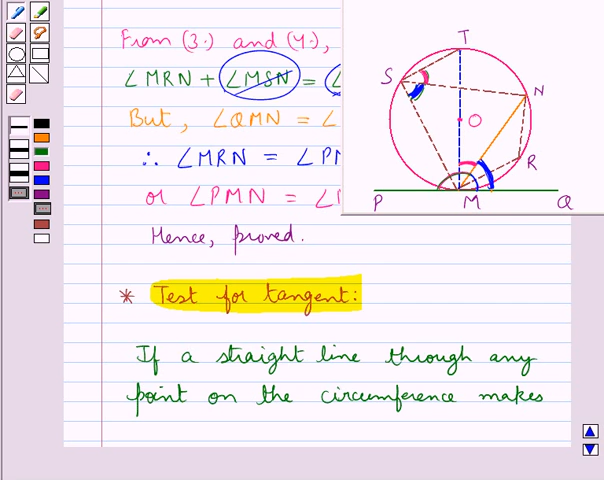 From (3.) and (4.),
∠MRN + ∠MSN = ∠
But, ∠QMN = ∠
∴ ∠MRN = ∠PM
or ∠PMN = ∠
Hence, proved.
* Test for tangent:
If a straight line through any
point on the circumference makes
T
S
N
O
R
P
M
Q